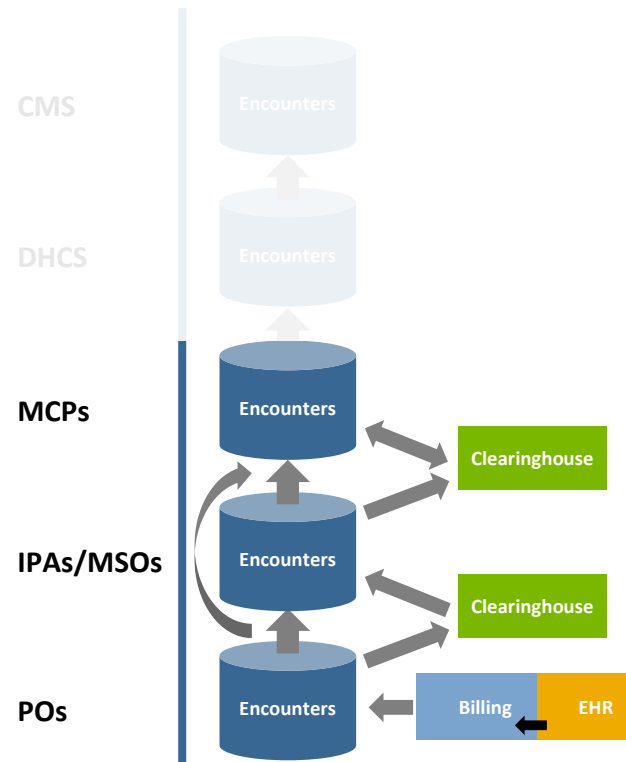 CMS
Encounters
DHCS
Encounters
MCPs
Encounters
Clearinghouse
IPAs/MSOs
Encounters
Clearinghouse
POs
Encounters
Billing
EHR